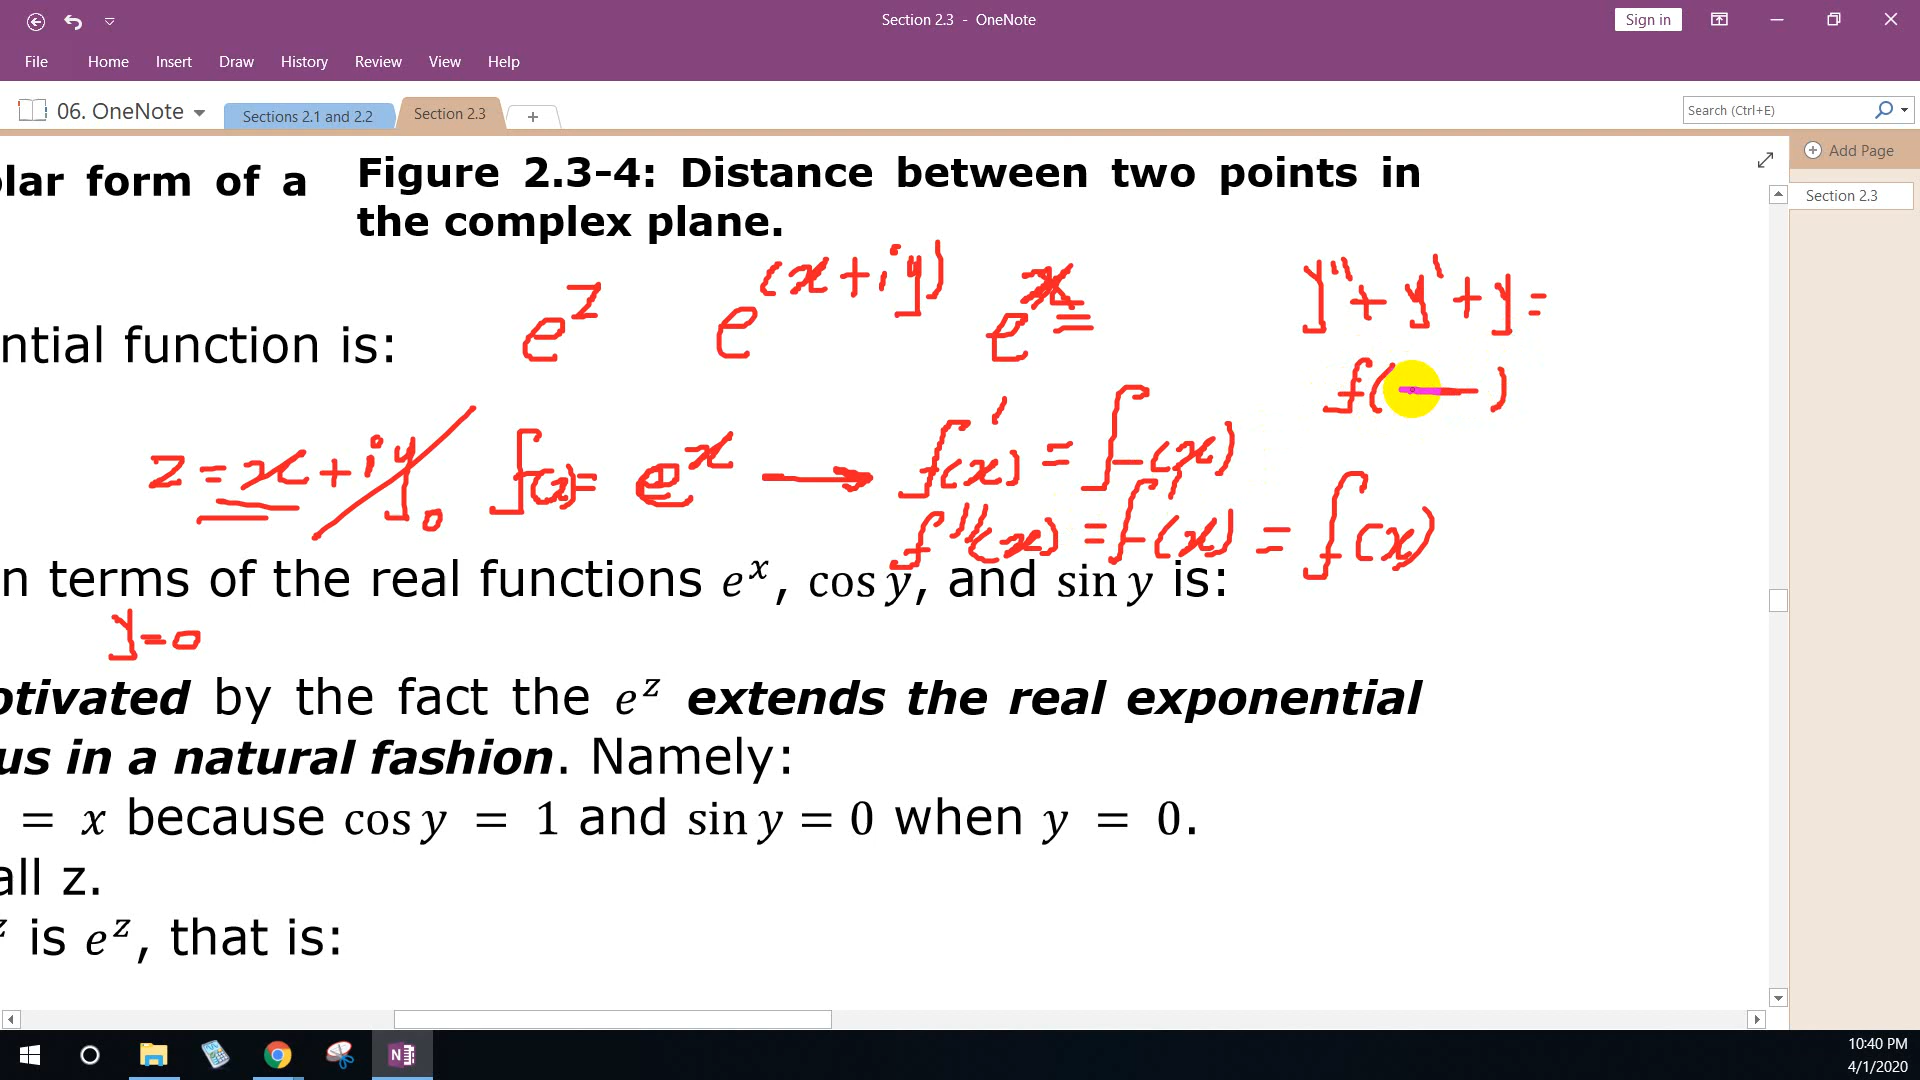 Section 2.3 - OneNote
Sign in
File Home Insert Draw History Review View Help
06. OneNote
Sections 2.1 and 2.2
Section 2.3
+
Search (Ctrl+E)
Add Page
Section 2.3
olar form of a
Figure 2.3-4: Distance between two points in
the complex plane.
e^z e^(x+iy) e^x
y''+y'+y=
f( )
ntial function is:
z=x+iy 0
f(x)= e^x → f'(x) = f(x)
f''(x) = f'(x) = f(x)
n terms of the real functions e^x, cos y, and sin y is:
y=0
otivated by the fact the e^z extends the real exponential
us in a natural fashion. Namely:
= x because cos y = 1 and sin y = 0 when y = 0.
all z.
z is e^z, that is:
10:40 PM
4/1/2020